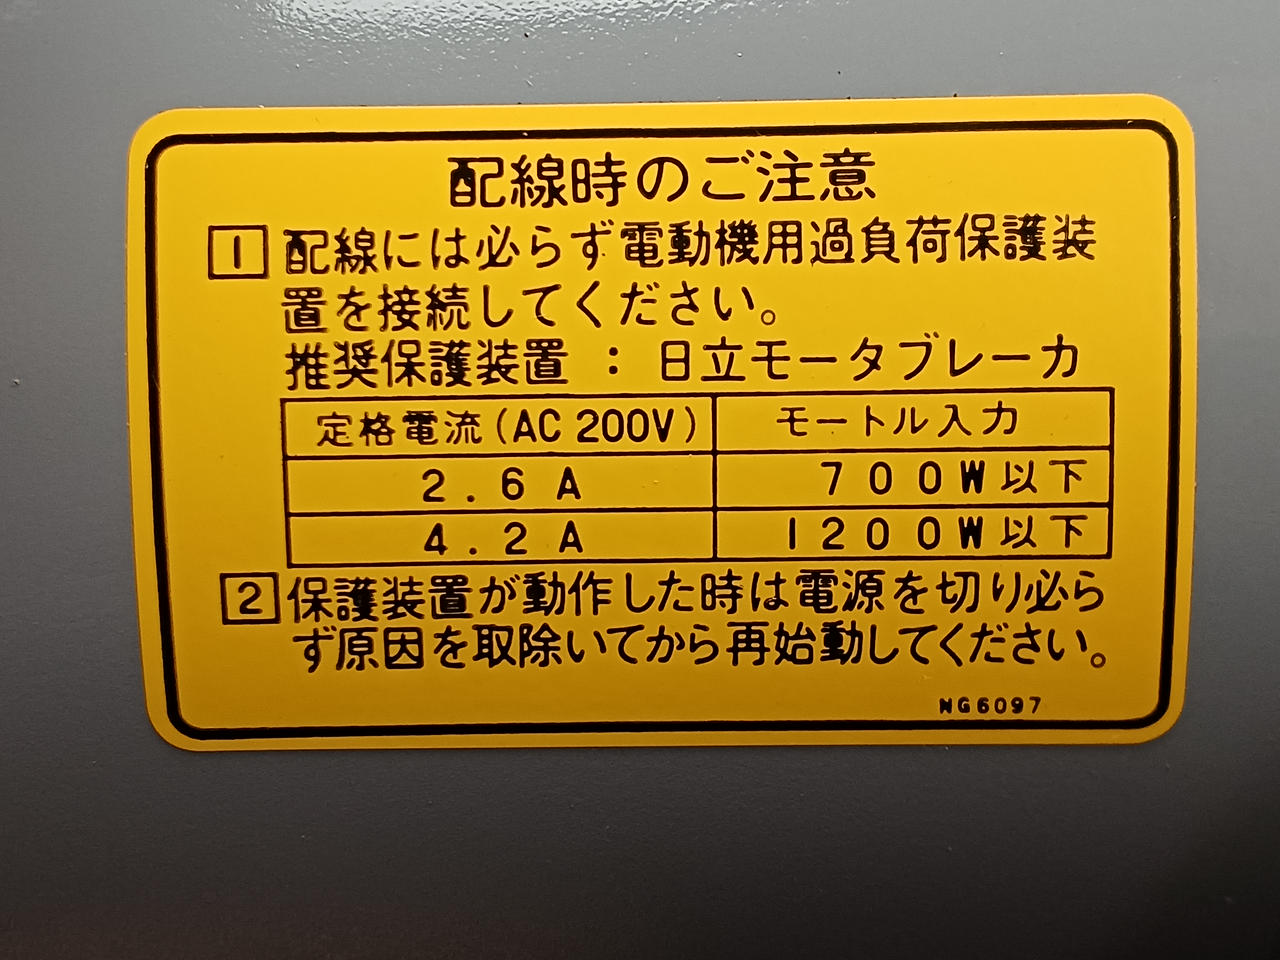 配線時のご注意
1 配線には必らず電動機用過負荷保護装
置を接続してください。
推奨保護装置 : 日立モータブレーカ
定格電流(AC 200V) モートル入力
2.6 A 700W以下
4.2 A 1200W以下
2 保護装置が動作した時は電源を切り必ら
ず原因を取除いてから再始動してください。
NG6097